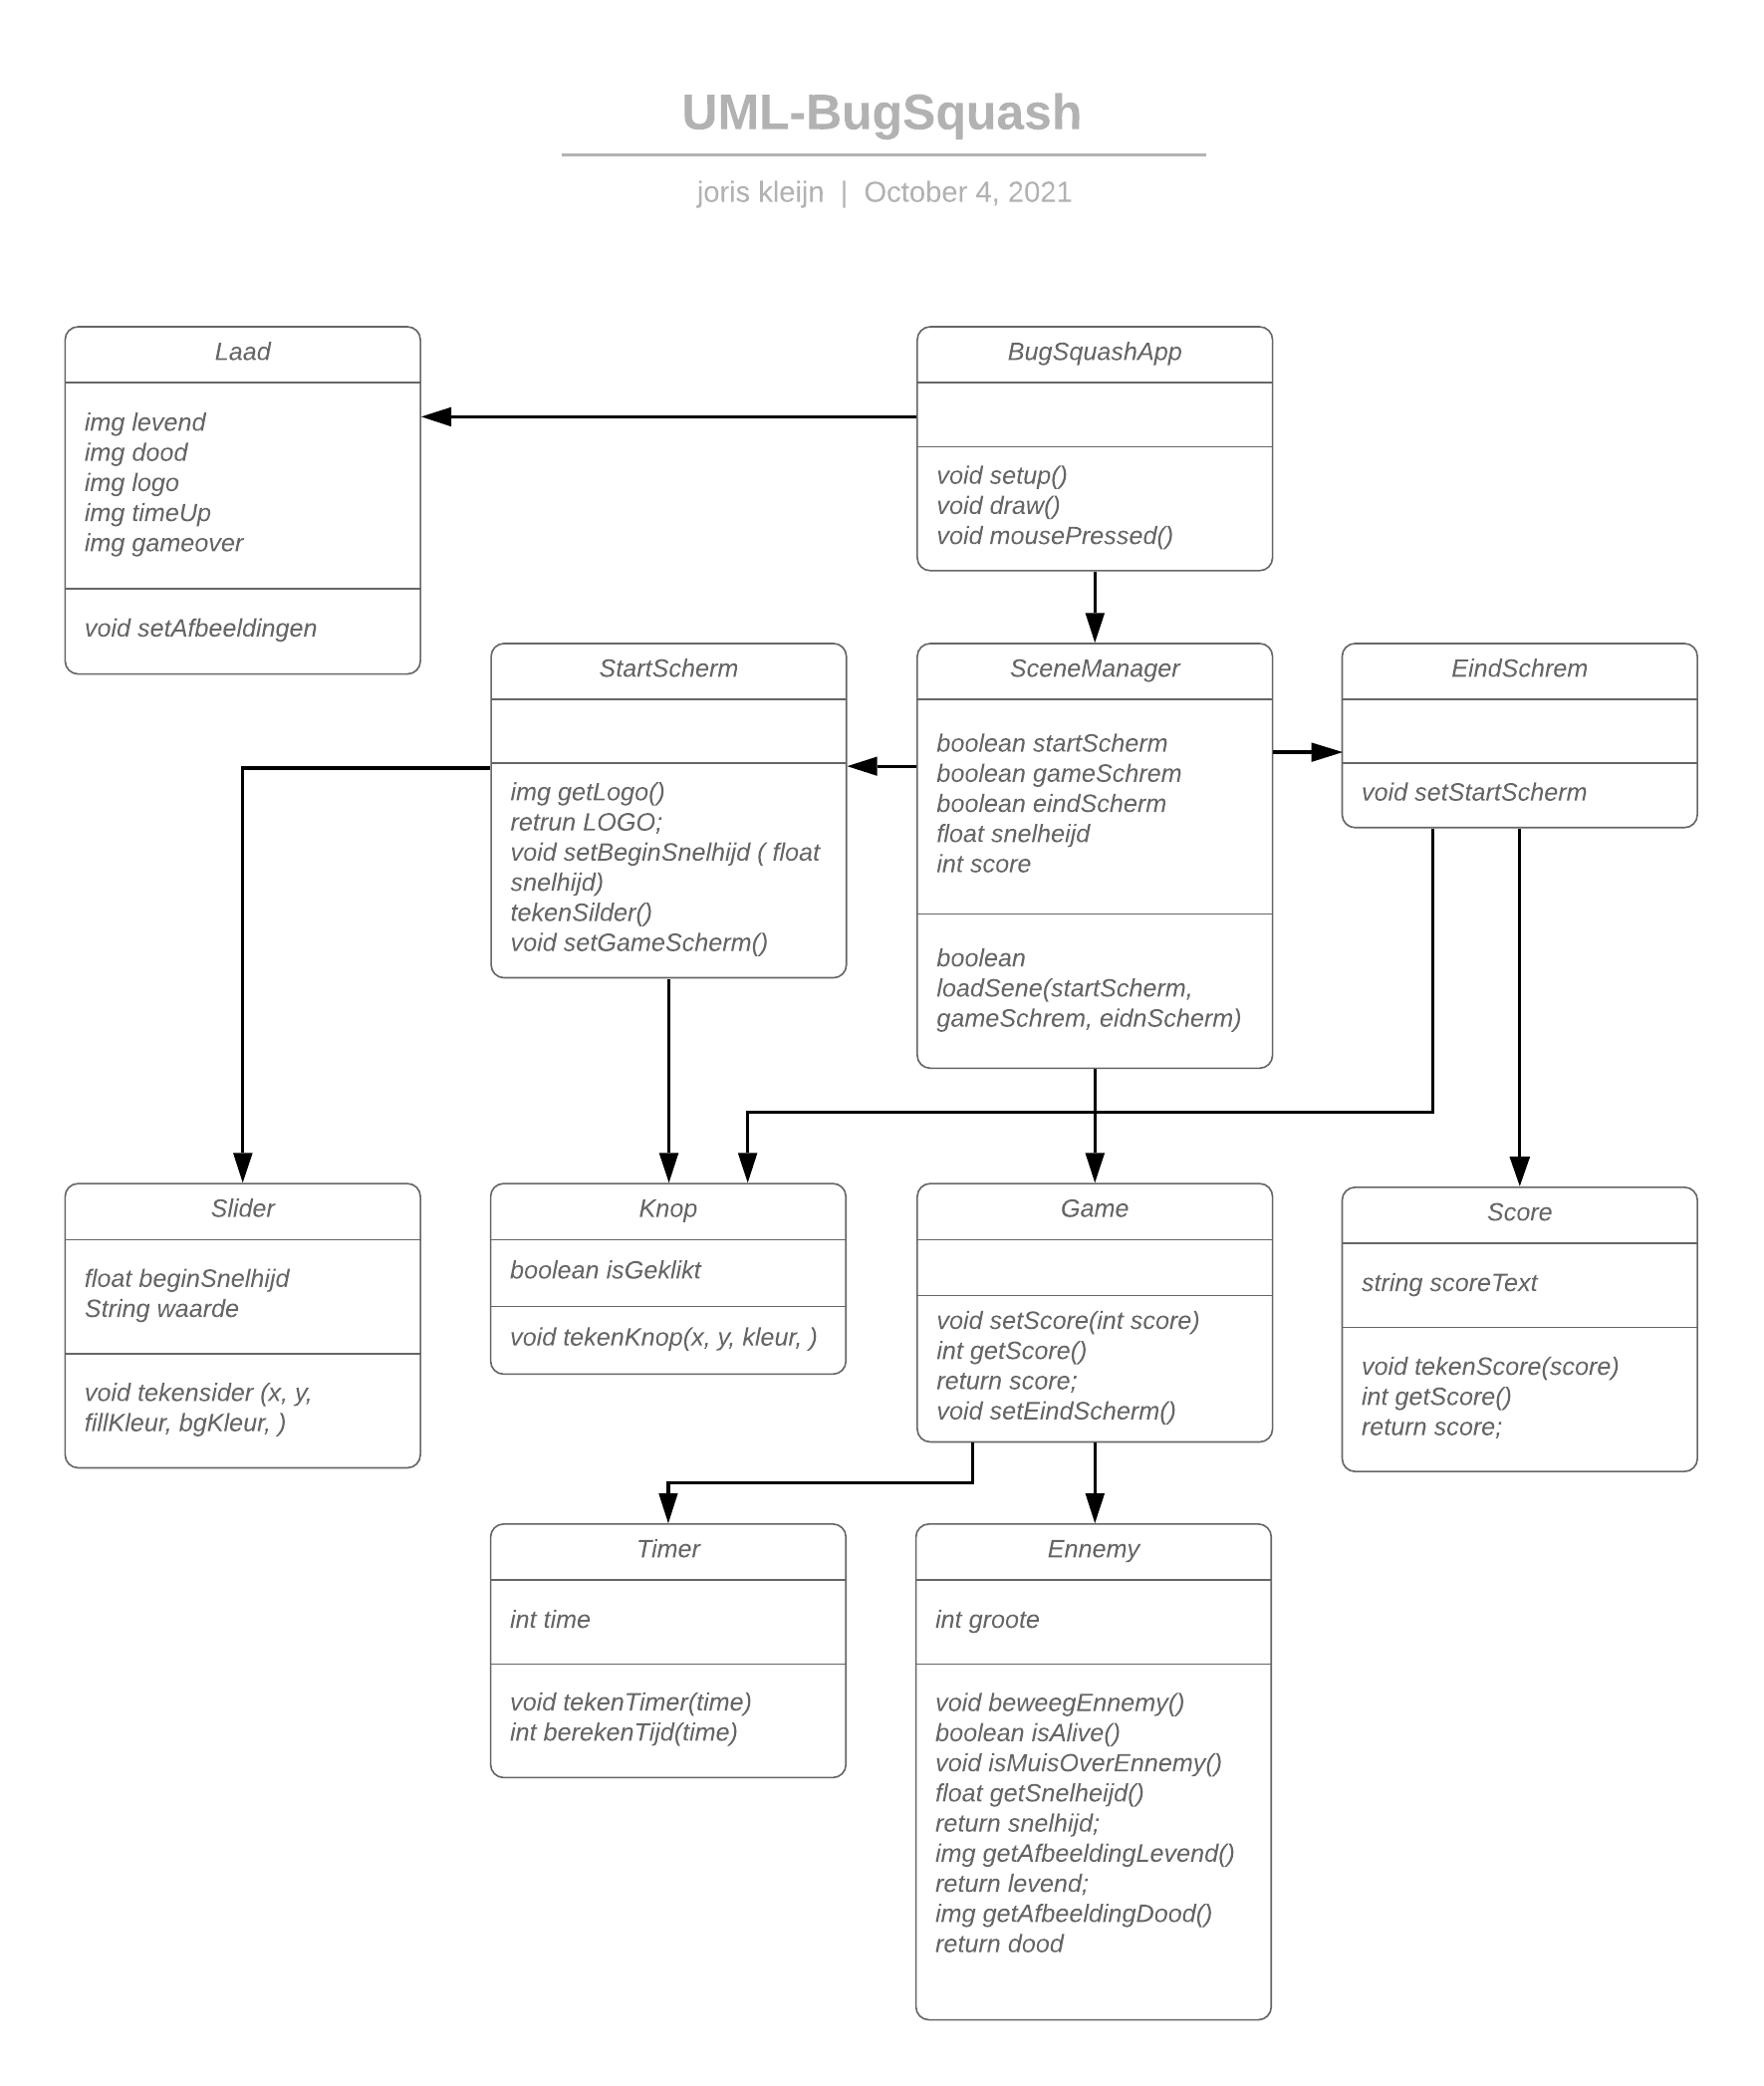 UML-BugSquash
joris kleijn | October 4, 2021
Laad
img levend
img dood
img logo
img timeUp
img gameover
void setAfbeeldingen
BugSquashApp
void setup()
void draw()
void mousePressed()
StartScherm
img getLogo()
retrun LOGO;
void setBeginSnelhijd ( float
snelhijd)
tekenSilder()
void setGameScherm()
SceneManager
boolean startScherm
boolean gameSchrem
boolean eindScherm
float snelheijd
int score
boolean
loadSene(startScherm,
gameSchrem, eidnScherm)
EindSchrem
void setStartScherm
Slider
float beginSnelhijd
String waarde
void tekensider (x, y,
fillKleur, bgKleur, )
Knop
boolean isGeklikt
void tekenKnop(x, y, kleur, )
Game
void setScore(int score)
int getScore()
return score;
void setEindScherm()
Score
string scoreText
void tekenScore(score)
int getScore()
return score;
Timer
int time
void tekenTimer(time)
int berekenTijd(time)
Ennemy
int groote
void beweegEnnemy()
boolean isAlive()
void isMuisOverEnnemy()
float getSnelheijd()
return snelhijd;
img getAfbeeldingLevend()
return levend;
img getAfbeeldingDood()
return dood